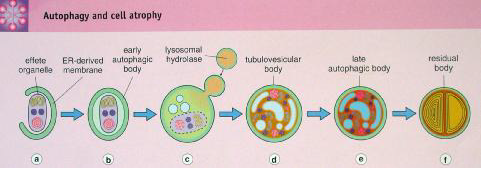 Autophagy and cell atrophy
effete
organelle
ER-derived
membrane
early
autophagic
body
lysosomal
hydrolase
tubulovesicular
body
late
autophagic body
residual
body
a
b
c
d
e
f